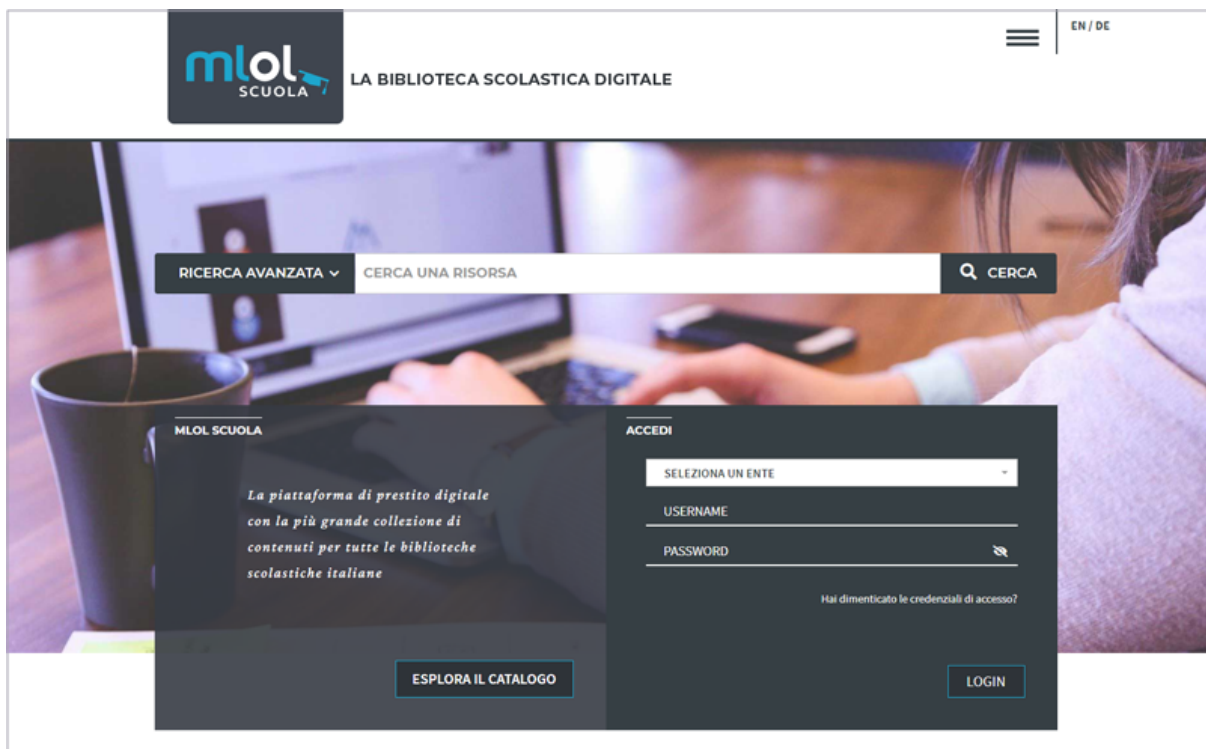 mlol
SCUOLA
LA BIBLIOTECA SCOLASTICA DIGITALE
EN / DE
RICERCA AVANZATA
CERCA UNA RISORSA
CERCA
MLOL SCUOLA
La piattaforma di prestito digitale
con la più grande collezione di
contenuti per tutte le biblioteche
scolastiche italiane
ESPLORA IL CATALOGO
ACCEDI
SELEZIONA UN ENTE
USERNAME
PASSWORD
Hai dimenticato le credenziali di accesso?
LOGIN